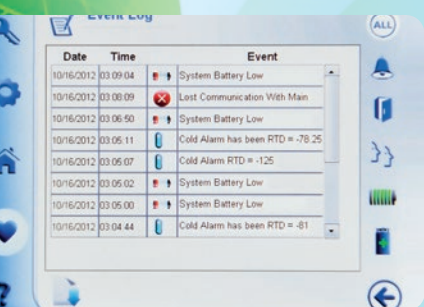 Event Log
ALL
Date Time Event
10/16/2012 03:09:04 System Battery Low
10/16/2012 03:08:09 Lost Communication With Main
10/16/2012 03:06:50 System Battery Low
10/16/2012 03:05:11 Cold Alarm has been RTD = -78.25
10/16/2012 03:05:07 Cold Alarm RTD = -125
10/16/2012 03:05:02 System Battery Low
10/16/2012 03:05:00 System Battery Low
10/16/2012 03:04:44 Cold Alarm has been RTD = -81
?